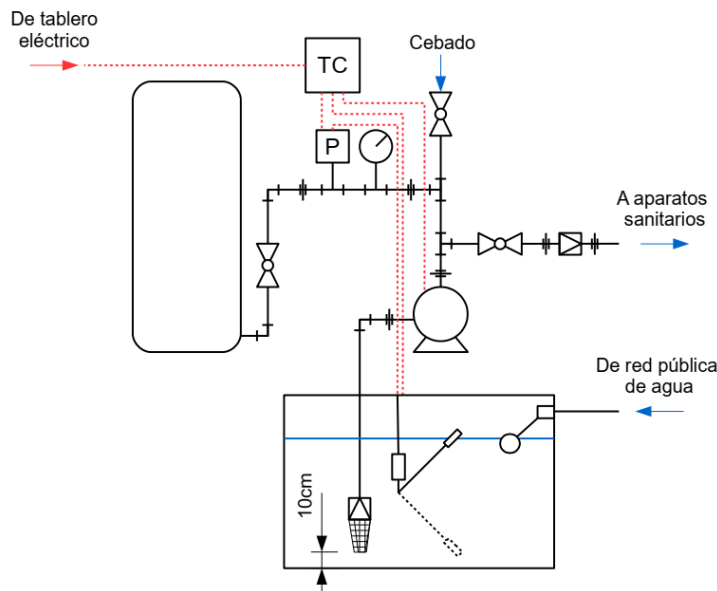 De tablero
eléctrico
TC
Cebado
P
A aparatos
sanitarios
De red pública
de agua
10cm